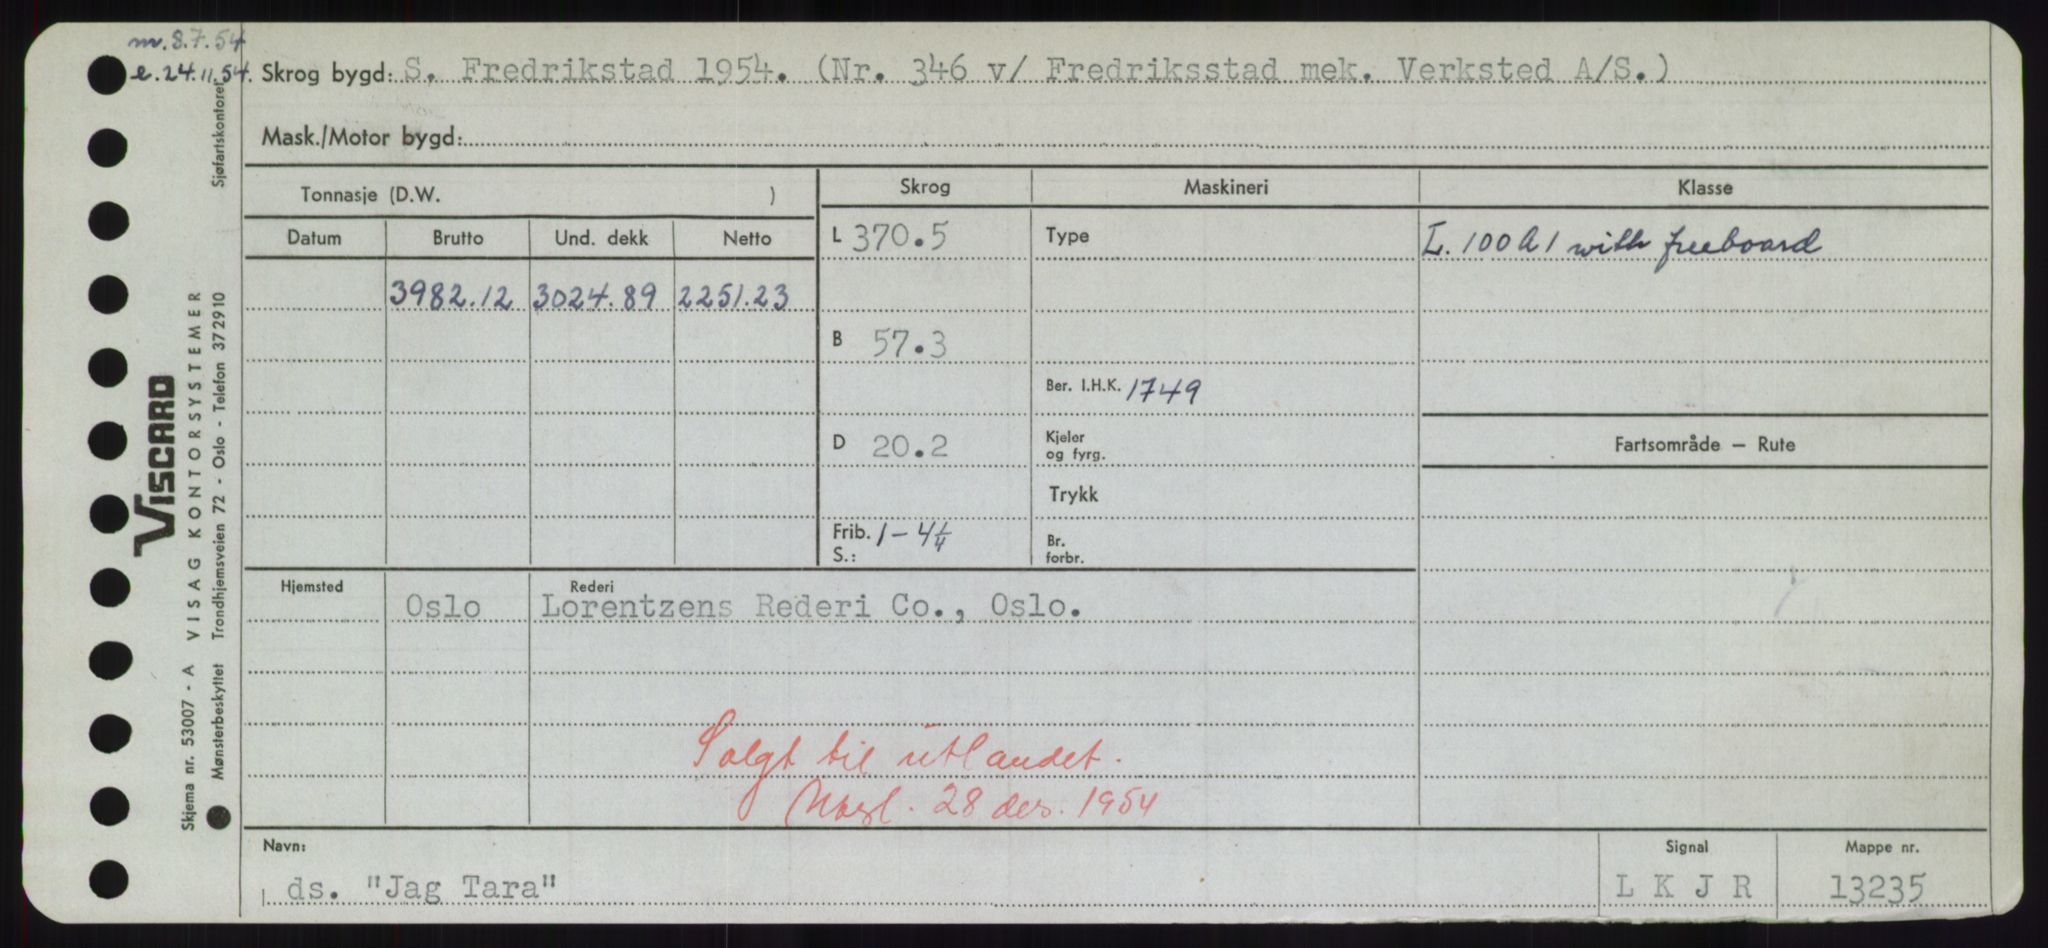 m. 8.7.54
e. 24.11.54.
Skrog bygd: S. Fredrikstad 1954. (Nr. 346 v/ Fredriksstad mek. Verksted A/S.)
Mask./Motor bygd:
Tonnasje (D.W. )
Skrog
Maskineri
Klasse
Datum
Brutto
Und. dekk
Netto
L 370.5
Type
L. 100 A 1 with freeboard
3982.12 3024.89 2251.23
B 57.3
Ber. I.H.K. 1749
D 20.2
Kjeler
og fyrg.
Fartsområde – Rute
Trykk
Frib. 1 - 4 1/4
S.:
Br.
forbr.
Hjemsted
Rederi
Oslo
Lorentzens Rederi Co., Oslo.
Solgt til utlandet.
28 des. 1954
Navn:
Signal
Mappe nr.
ds. "Jag Tara"
L K J R
13235
VISCARD
VISAG KONTORSYSTEMER
Skjema nr. 53007 - A
Mønsterbeskyttet Trondhjemsveien 72 - Oslo - Telefon 372910
Sjøfartskontoret